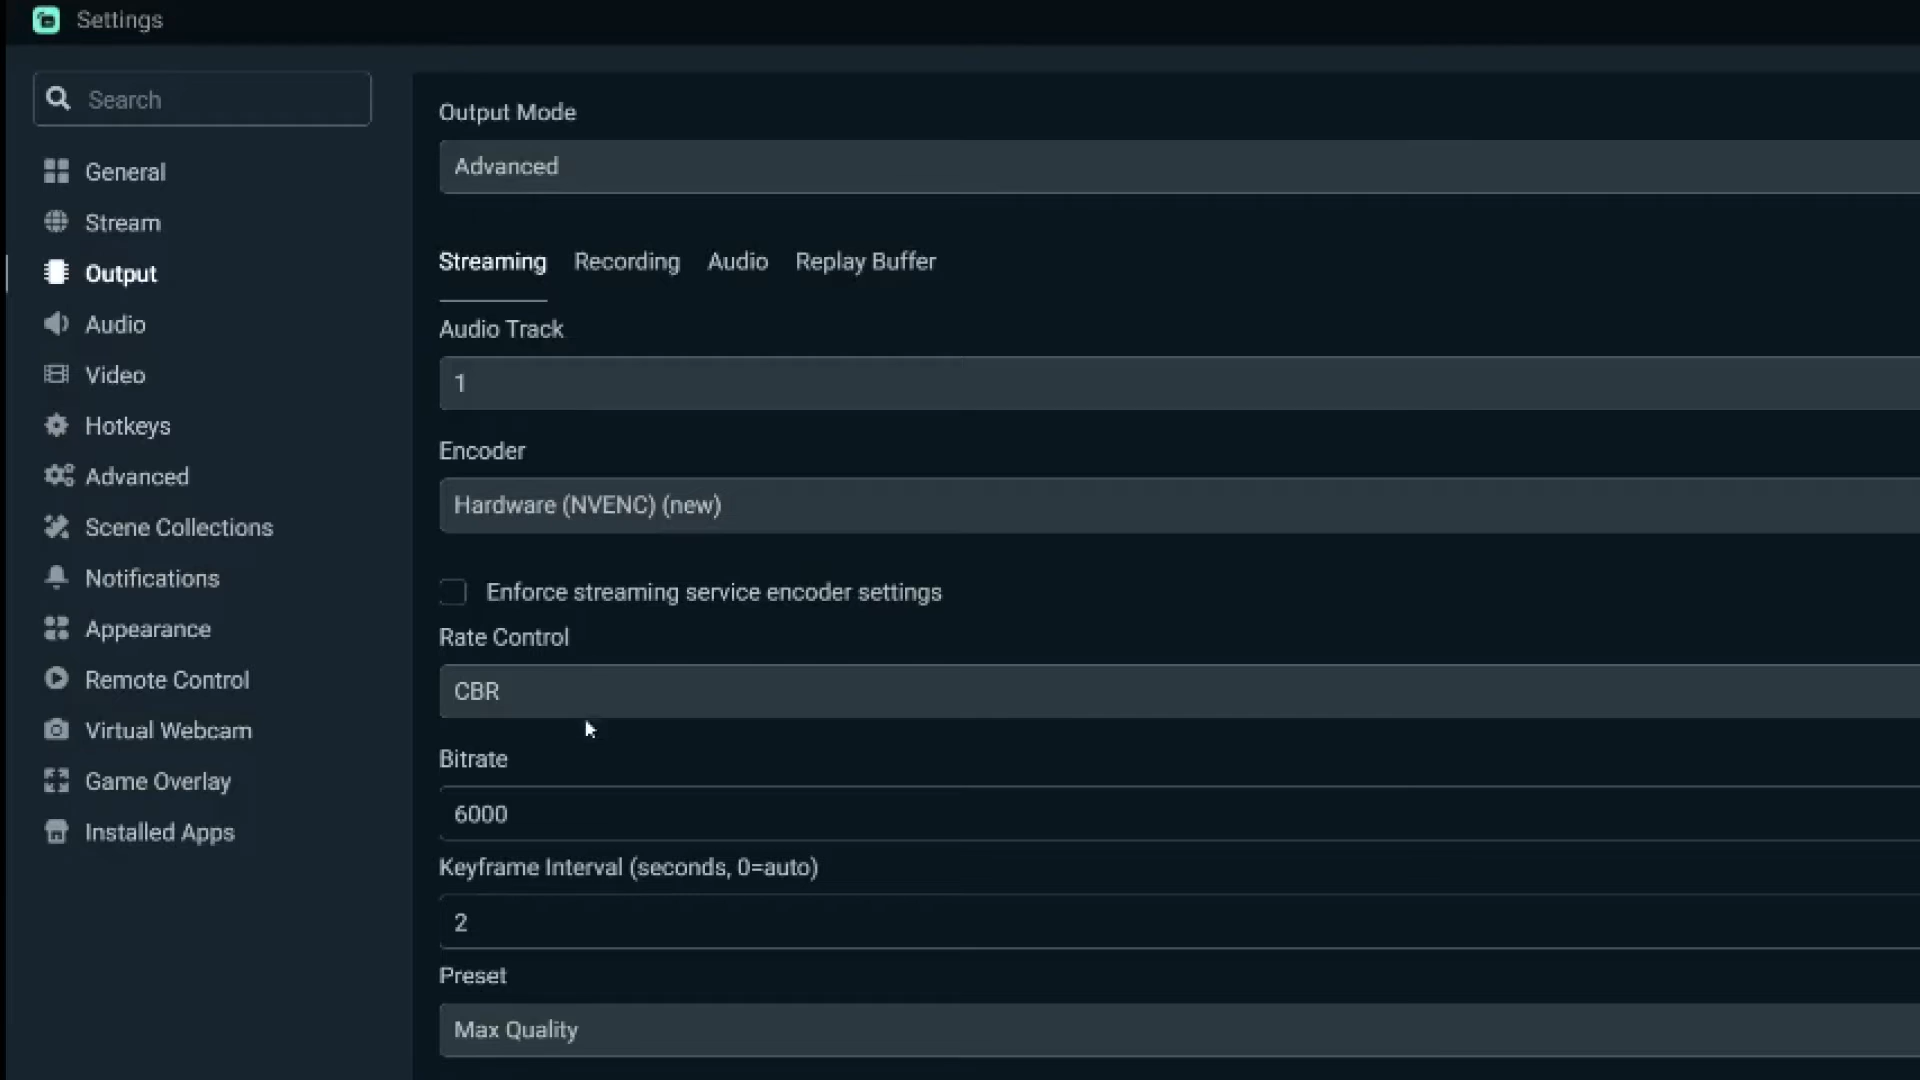 Settings
Search
General
Stream
Output
Audio
Video
Hotkeys
Advanced
Scene Collections
Notifications
Appearance
Remote Control
Virtual Webcam
Game Overlay
Installed Apps
Output Mode
Advanced
Streaming Recording Audio Replay Buffer
Audio Track
1
Encoder
Hardware (NVENC) (new)
Enforce streaming service encoder settings
Rate Control
CBR
Bitrate
6000
Keyframe Interval (seconds, 0=auto)
2
Preset
Max Quality